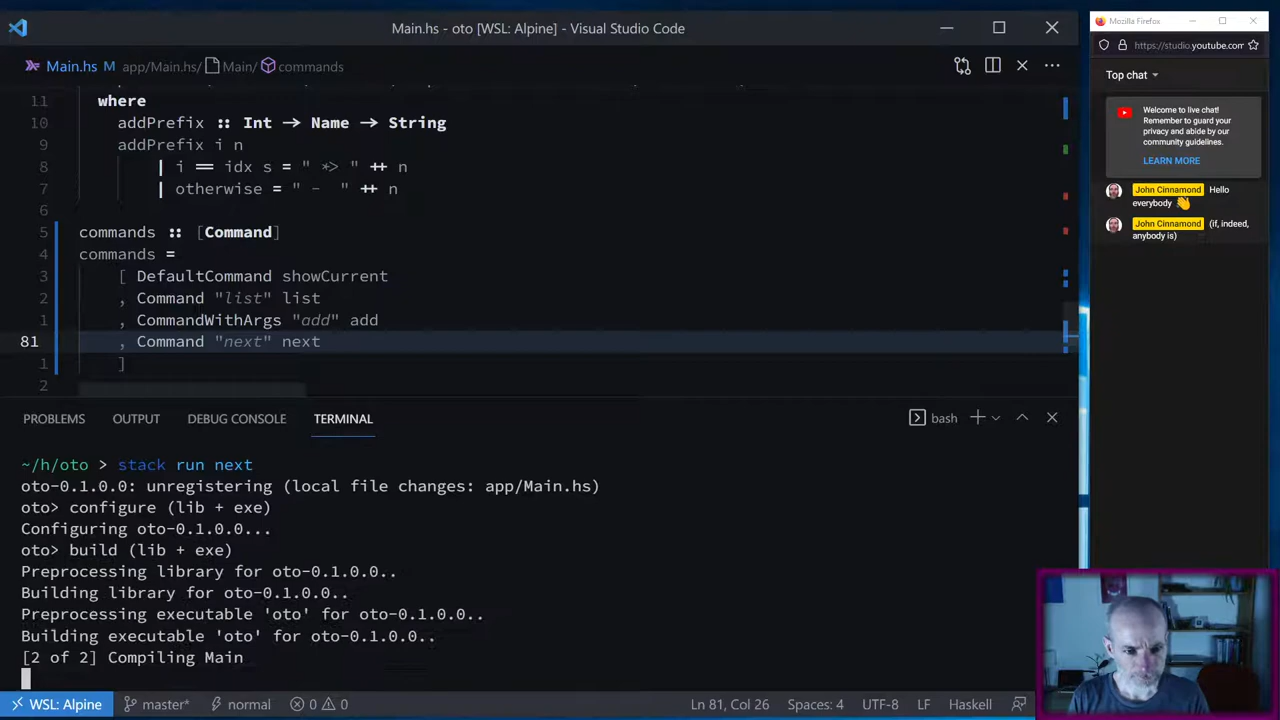 Main.hs - oto [WSL: Alpine] - Visual Studio Code
Main.hs M app/Main.hs/ Main/ commands
11 where
10 addPrefix :: Int → Name → String
9 addPrefix i n
8 | i == idx s = " *> " ++ n
7 | otherwise = " -  " ++ n
6
5 commands :: [Command]
4 commands =
3 [ DefaultCommand showCurrent
2 , Command "list" list
1 , CommandWithArgs "add" add
81 , Command "next" next
1 ]
2
PROBLEMS OUTPUT DEBUG CONSOLE TERMINAL
bash
~/h/oto > stack run next
oto-0.1.0.0: unregistering (local file changes: app/Main.hs)
oto> configure (lib + exe)
Configuring oto-0.1.0.0...
oto> build (lib + exe)
Preprocessing library for oto-0.1.0.0..
Building library for oto-0.1.0.0..
Preprocessing executable 'oto' for oto-0.1.0.0..
Building executable 'oto' for oto-0.1.0.0..
[2 of 2] Compiling Main
WSL: Alpine master* normal 0 0 Ln 81, Col 26 Spaces: 4 UTF-8 LF Haskell
Mozilla Firefox
https://studio.youtube.com
Top chat
Welcome to live chat!
Remember to guard your
privacy and abide by our
community guidelines.
LEARN MORE
John Cinnamond Hello
everybody 👋
John Cinnamond (if, indeed,
anybody is)